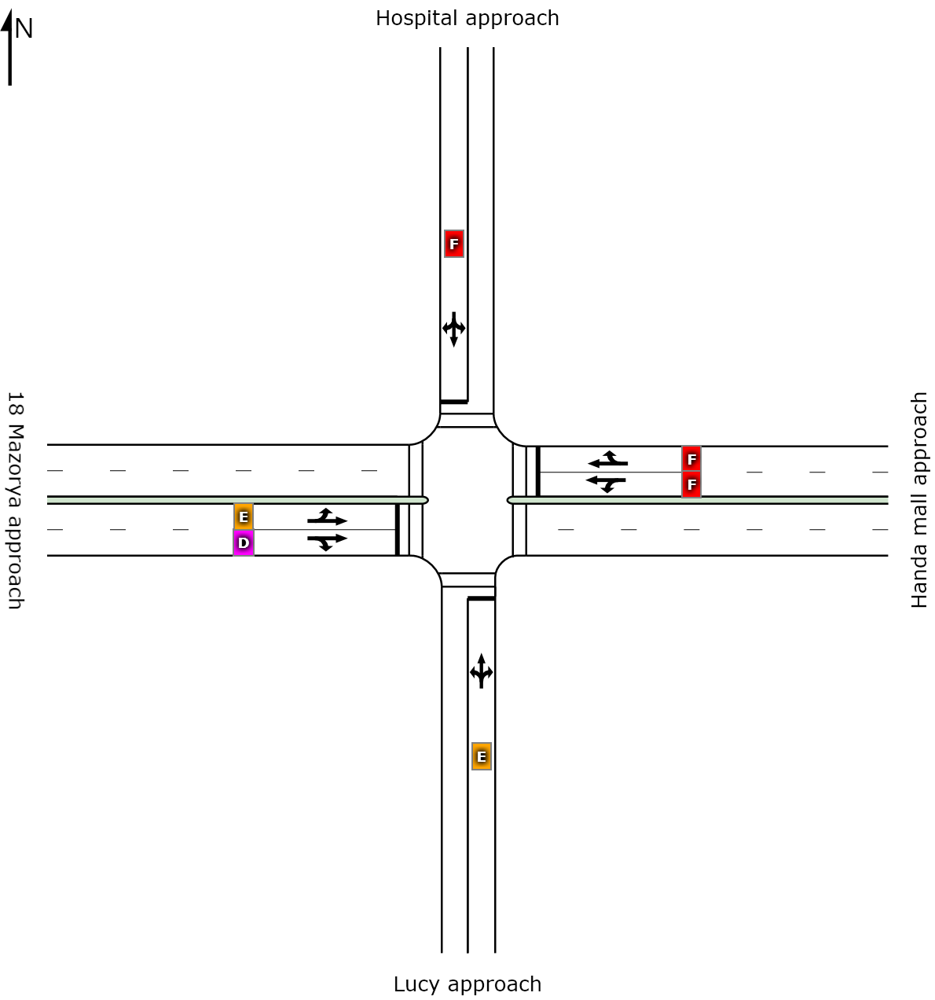 Hospital approach
N
F
18 Mazorya approach
F
F
Handa mall approach
E
D
E
Lucy approach